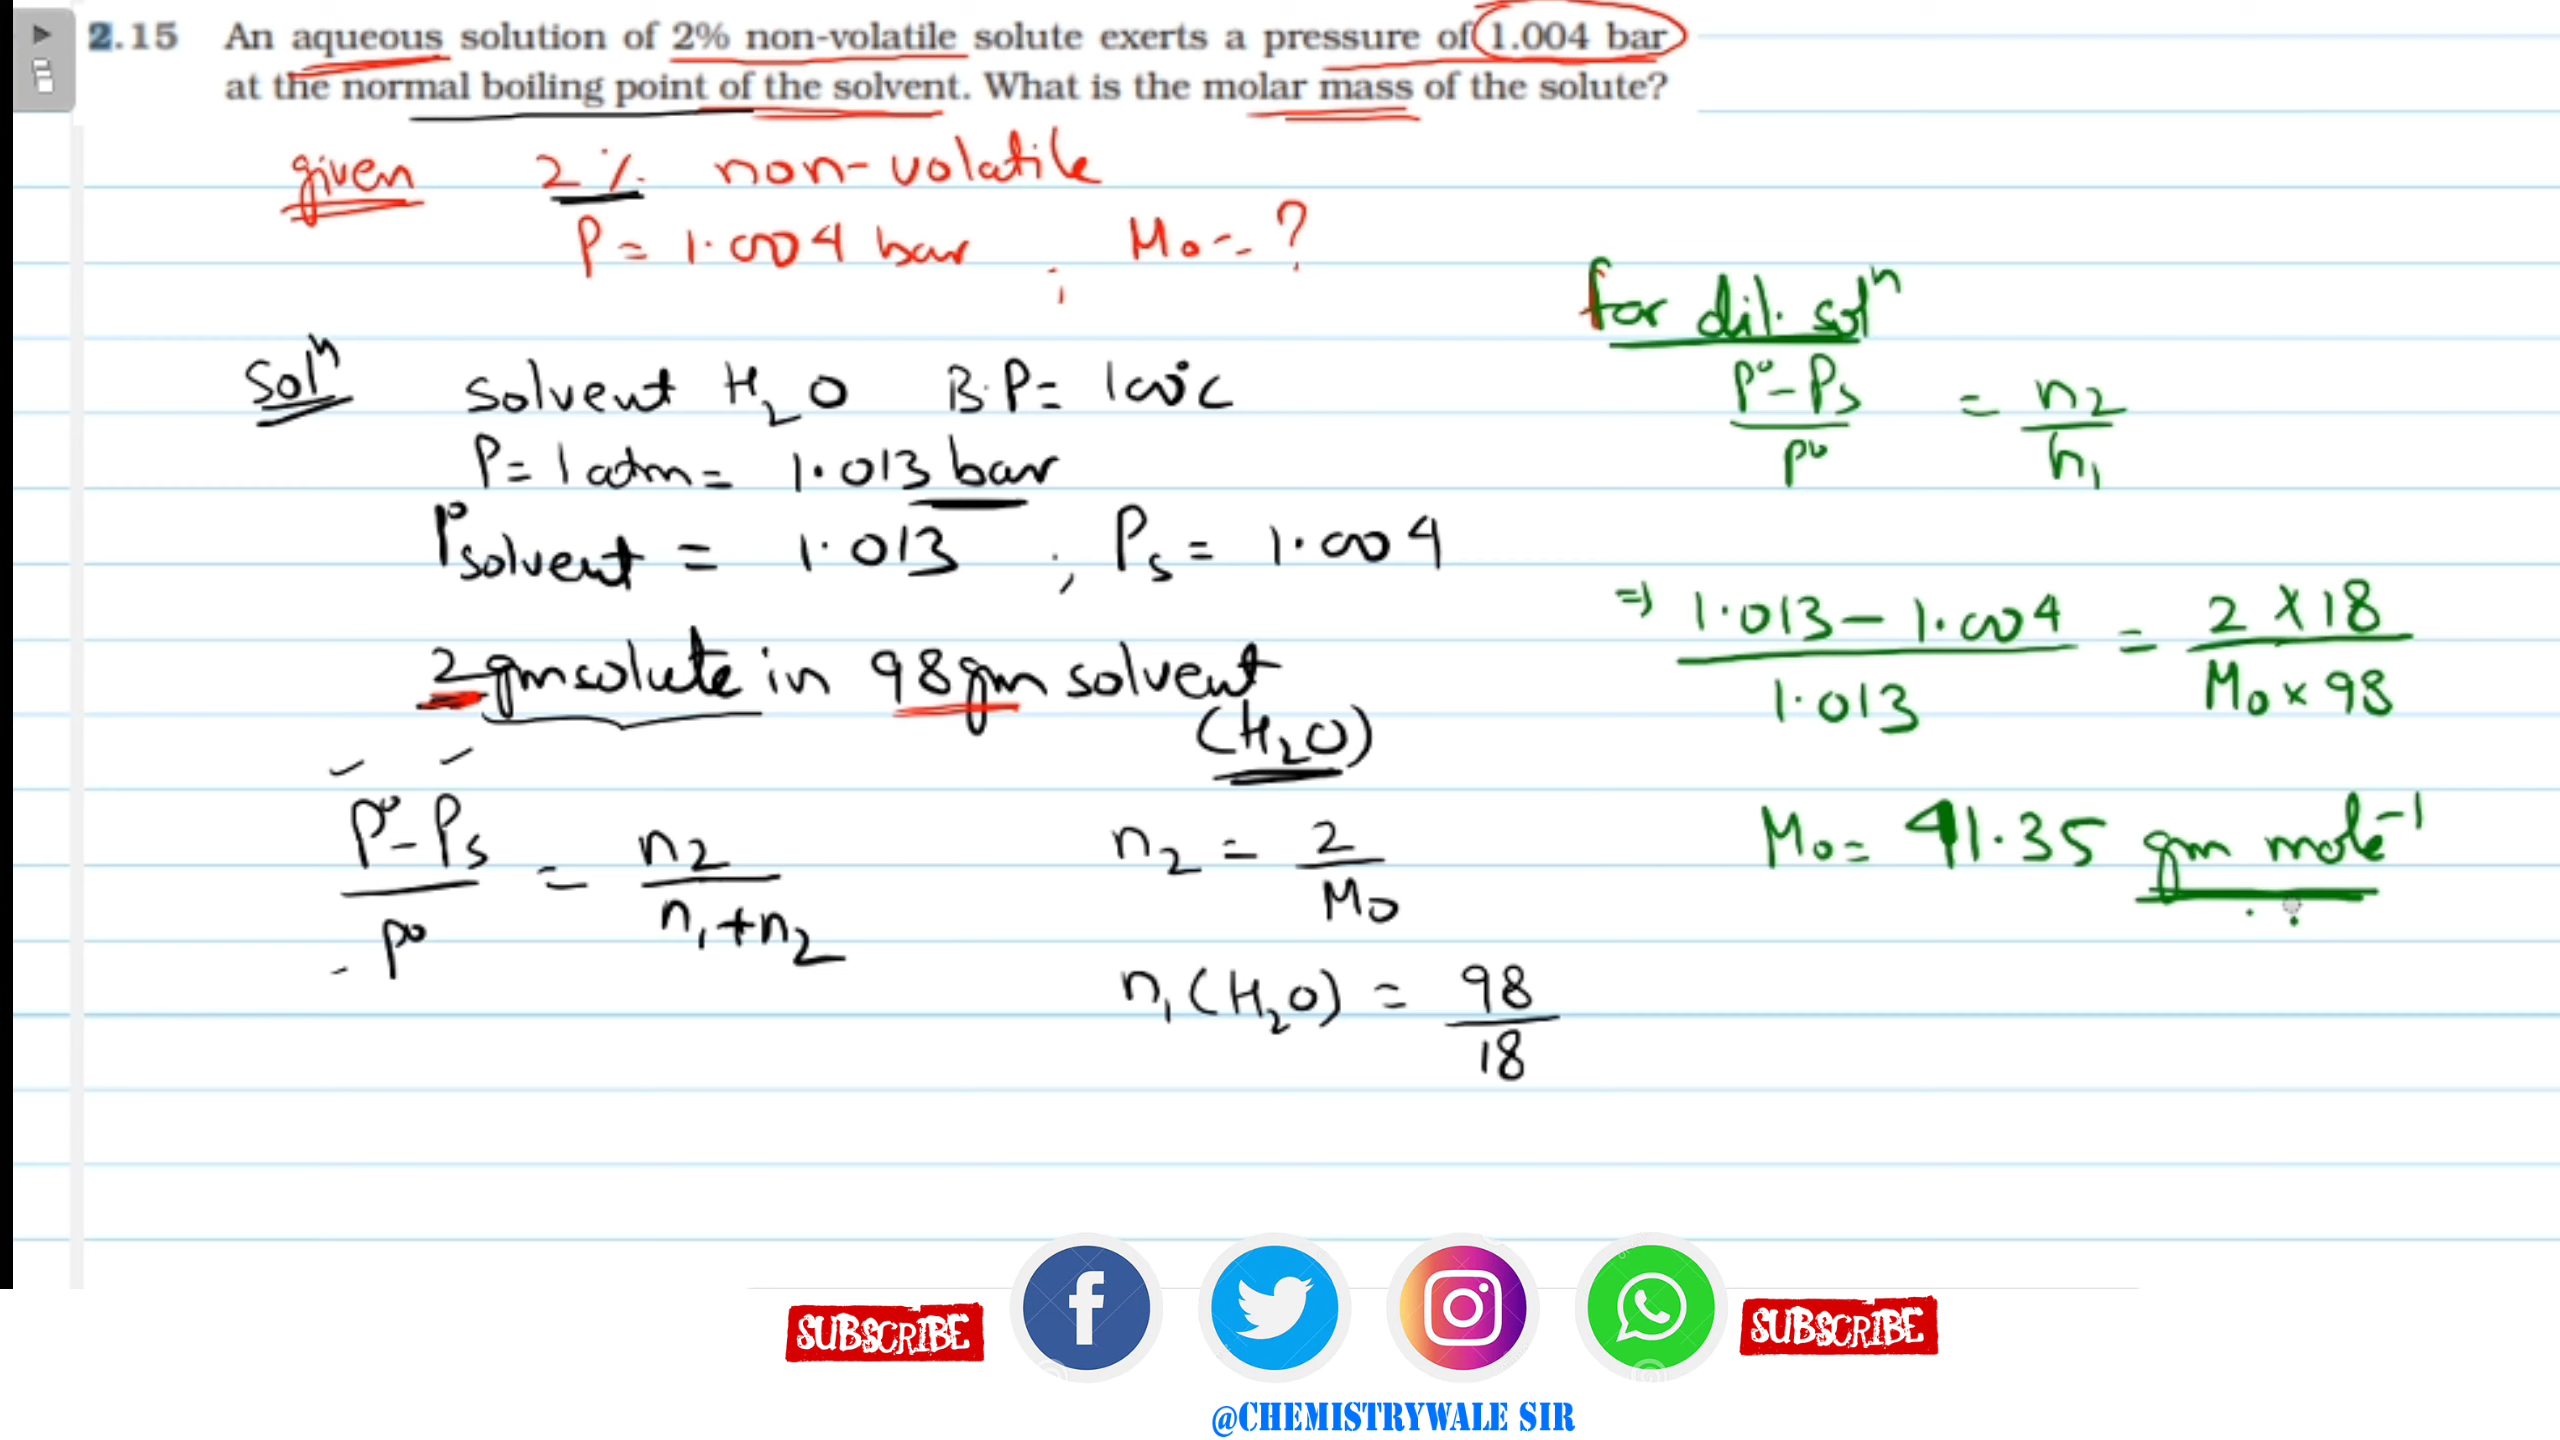 2.15 An aqueous solution of 2% non-volatile solute exerts a pressure of 1.004 bar
at the normal boiling point of the solvent. What is the molar mass of the solute?
given 2% non-volatile
P = 1.004 bar ; Mo = ?
Solⁿ solvent H₂O B.P = 100°C
P = 1 atm = 1.013 bar
P°solvent = 1.013 ; Ps = 1.004
2 gm solute in 98 gm solvent
(H₂O)
P° - Ps / P° = n₂ / n₁ + n₂
n₂ = 2 / Mo
n₁ (H₂O) = 98 / 18
for dil. solⁿ
P° - Ps / P° = n₂ / n₁
⇒ 1.013 - 1.004 / 1.013 = 2 × 18 / Mo × 98
Mo = 41.35 gm mole⁻¹
SUBSCRIBE
SUBSCRIBE
@CHEMISTRYWALE SIR